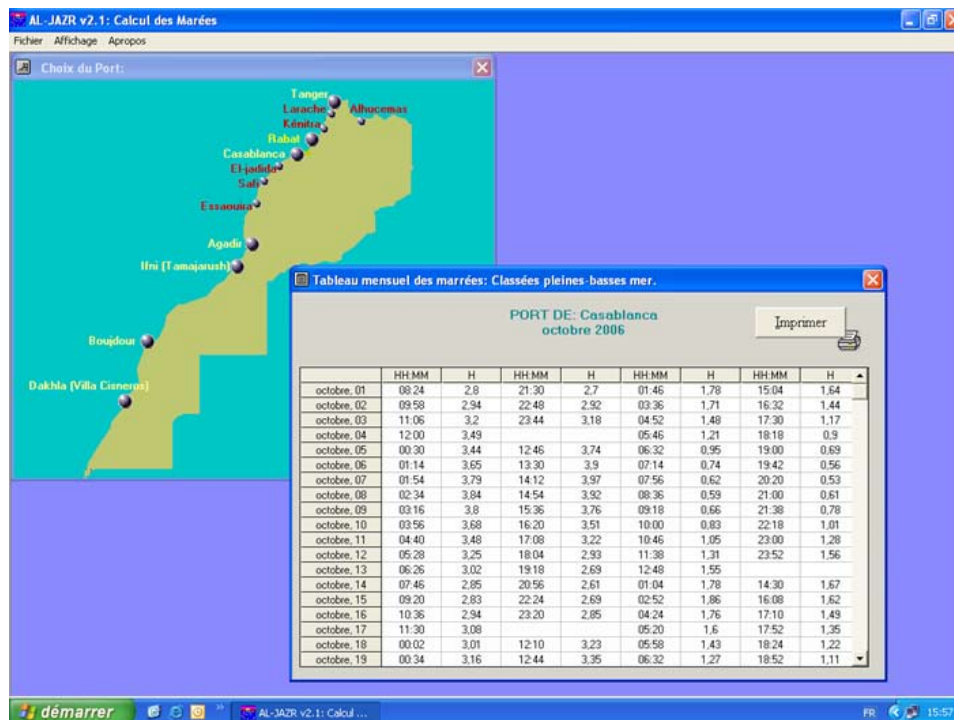 AL-JAZR v2.1: Calcul des Marées
Fichier Affichage Apropos
Choix du Port:
Tanger
Larache
Alhucemas
Kénitra
Rabat
Casablanca
El-jadida
Safi
Essaouira
Agadir
Ifni (Tamajarush)
Boujdour
Dakhla (Villa Cisneros)
Tableau mensuel des marrées: Classées pleines-basses mer.
PORT DE: Casablanca
octobre 2006
Imprimer
HH:MM H HH:MM H HH:MM H HH:MM H
octobre, 01 08:24 2,8 21:30 2,7 01:46 1,78 15:04 1,64
octobre, 02 09:58 2,94 22:48 2,92 03:36 1,71 16:32 1,44
octobre, 03 11:06 3,2 23:44 3,18 04:52 1,48 17:30 1,17
octobre, 04 12:00 3,49 05:46 1,21 18:18 0,9
octobre, 05 00:30 3,44 12:46 3,74 06:32 0,95 19:00 0,69
octobre, 06 01:14 3,65 13:30 3,9 07:14 0,74 19:42 0,56
octobre, 07 01:54 3,79 14:12 3,97 07:56 0,62 20:20 0,53
octobre, 08 02:34 3,84 14:54 3,92 08:36 0,59 21:00 0,61
octobre, 09 03:16 3,8 15:36 3,76 09:18 0,66 21:38 0,78
octobre, 10 03:56 3,68 16:20 3,51 10:00 0,83 22:18 1,01
octobre, 11 04:40 3,48 17:08 3,22 10:46 1,05 23:00 1,28
octobre, 12 05:28 3,25 18:04 2,93 11:38 1,31 23:52 1,56
octobre, 13 06:26 3,02 19:18 2,69 12:48 1,55
octobre, 14 07:46 2,85 20:56 2,61 01:04 1,78 14:30 1,67
octobre, 15 09:20 2,83 22:24 2,69 02:52 1,86 16:08 1,62
octobre, 16 10:36 2,94 23:20 2,85 04:24 1,76 17:10 1,49
octobre, 17 11:30 3,08 05:20 1,6 17:52 1,35
octobre, 18 00:02 3,01 12:10 3,23 05:58 1,43 18:24 1,22
octobre, 19 00:34 3,16 12:44 3,35 06:32 1,27 18:52 1,11
démarrer
AL-JAZR v2.1: Calcul ...
FR 15:57